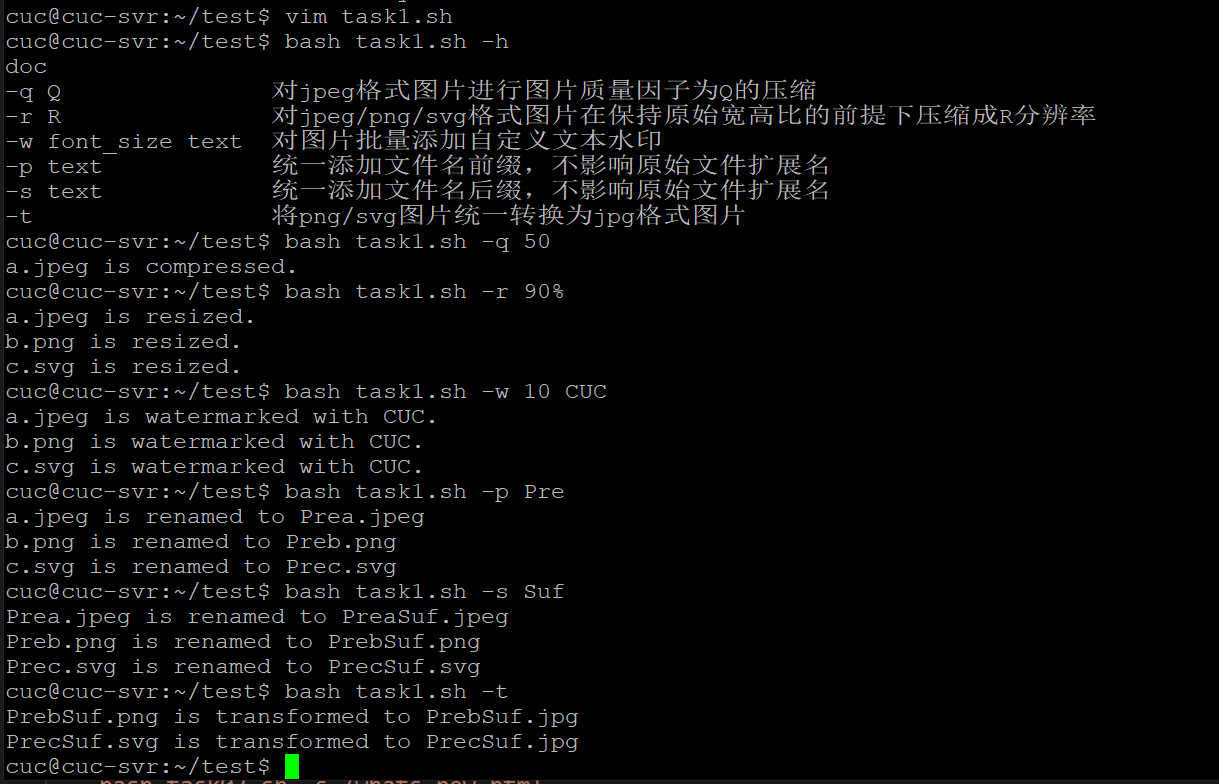 cuc@cuc-svr:~/test$ vim task1.sh
cuc@cuc-svr:~/test$ bash task1.sh -h
doc
-q Q               对jpeg格式图片进行图片质量因子为Q的压缩
-r R               对jpeg/png/svg格式图片在保持原始宽高比的前提下压缩成R分辨率
-w font_size text  对图片批量添加自定义文本水印
-p text            统一添加文件名前缀，不影响原始文件扩展名
-s text            统一添加文件名后缀，不影响原始文件扩展名
-t                 将png/svg图片统一转换为jpg格式图片
cuc@cuc-svr:~/test$ bash task1.sh -q 50
a.jpeg is compressed.
cuc@cuc-svr:~/test$ bash task1.sh -r 90%
a.jpeg is resized.
b.png is resized.
c.svg is resized.
cuc@cuc-svr:~/test$ bash task1.sh -w 10 CUC
a.jpeg is watermarked with CUC.
b.png is watermarked with CUC.
c.svg is watermarked with CUC.
cuc@cuc-svr:~/test$ bash task1.sh -p Pre
a.jpeg is renamed to Prea.jpeg
b.png is renamed to Preb.png
c.svg is renamed to Prec.svg
cuc@cuc-svr:~/test$ bash task1.sh -s Suf
Prea.jpeg is renamed to PreaSuf.jpeg
Preb.png is renamed to PrebSuf.png
Prec.svg is renamed to PrecSuf.svg
cuc@cuc-svr:~/test$ bash task1.sh -t
PrebSuf.png is transformed to PrebSuf.jpg
PrecSuf.svg is transformed to PrecSuf.jpg
cuc@cuc-svr:~/test$